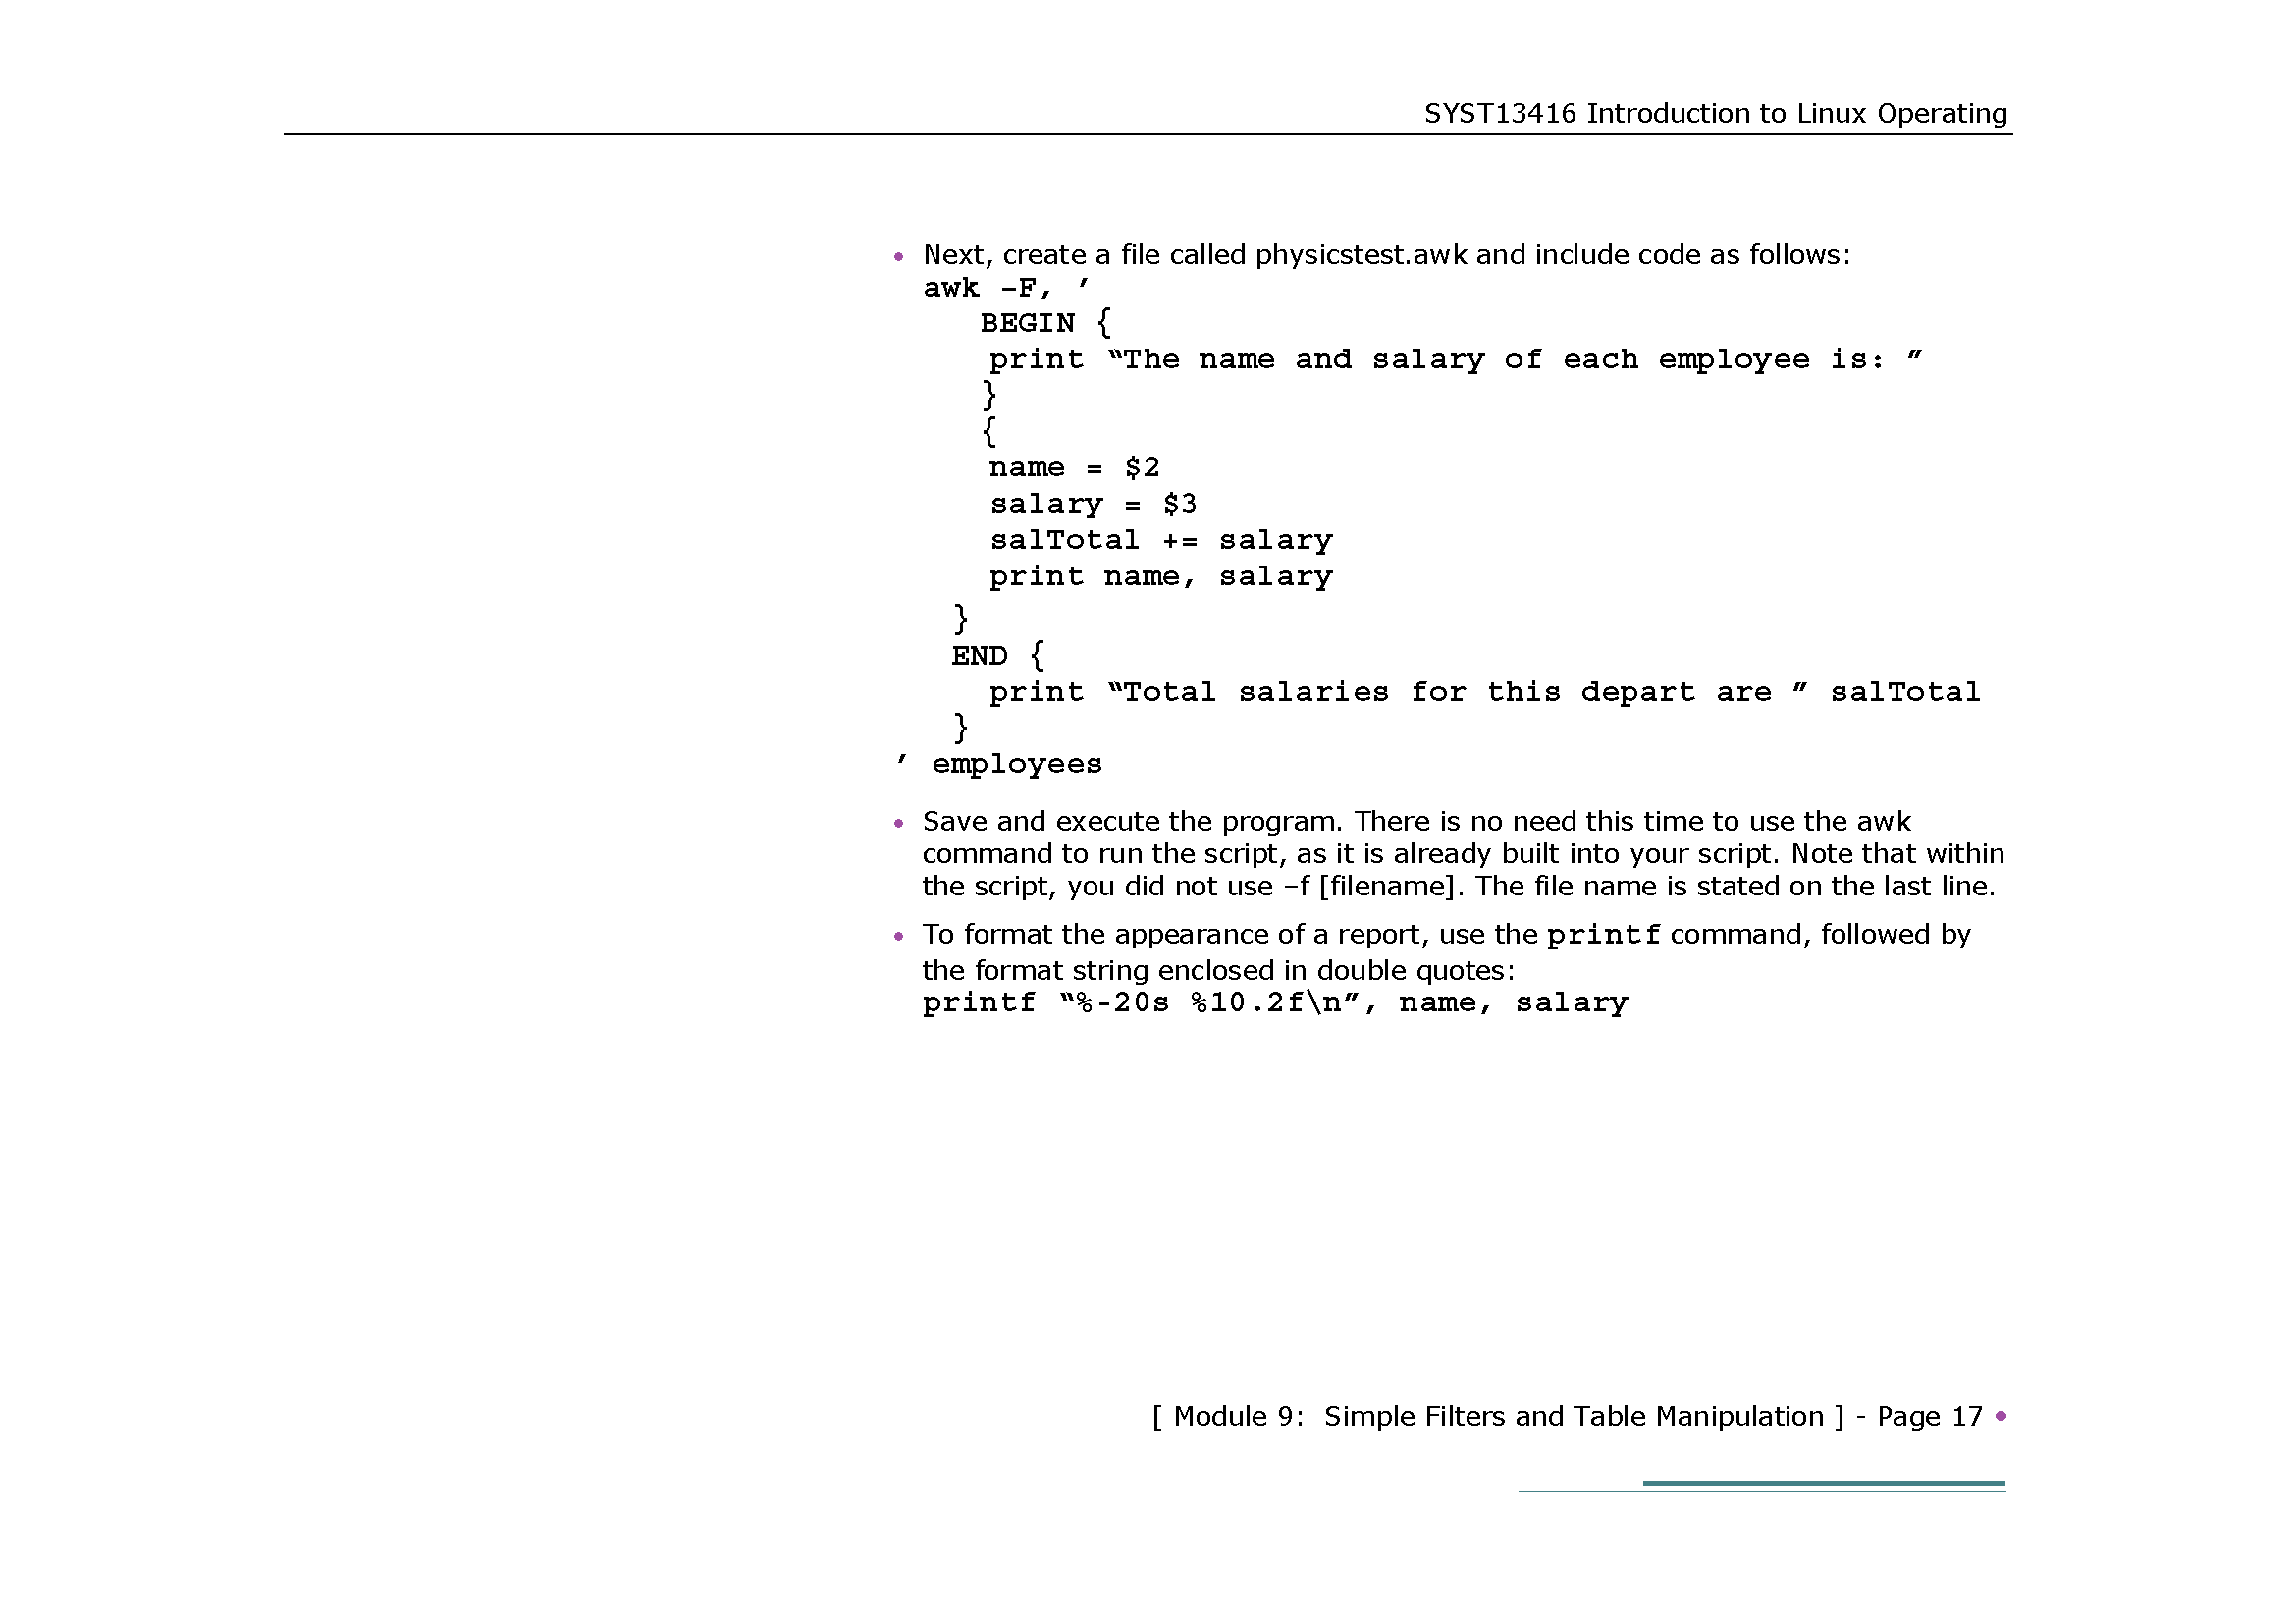 SYST13416 Introduction to Linux Operating
• Next, create a file called physicstest.awk and include code as follows:
awk –F, ’
BEGIN {
print “The name and salary of each employee is: ”
}
{
name = $2
salary = $3
salTotal += salary
print name, salary
}
END {
print “Total salaries for this depart are ” salTotal
}
’ employees
• Save and execute the program. There is no need this time to use the awk
command to run the script, as it is already built into your script. Note that within
the script, you did not use –f [filename]. The file name is stated on the last line.
• To format the appearance of a report, use the printf command, followed by
the format string enclosed in double quotes:
printf “%-20s %10.2f\n”, name, salary
[ Module 9: Simple Filters and Table Manipulation ] - Page 17 •